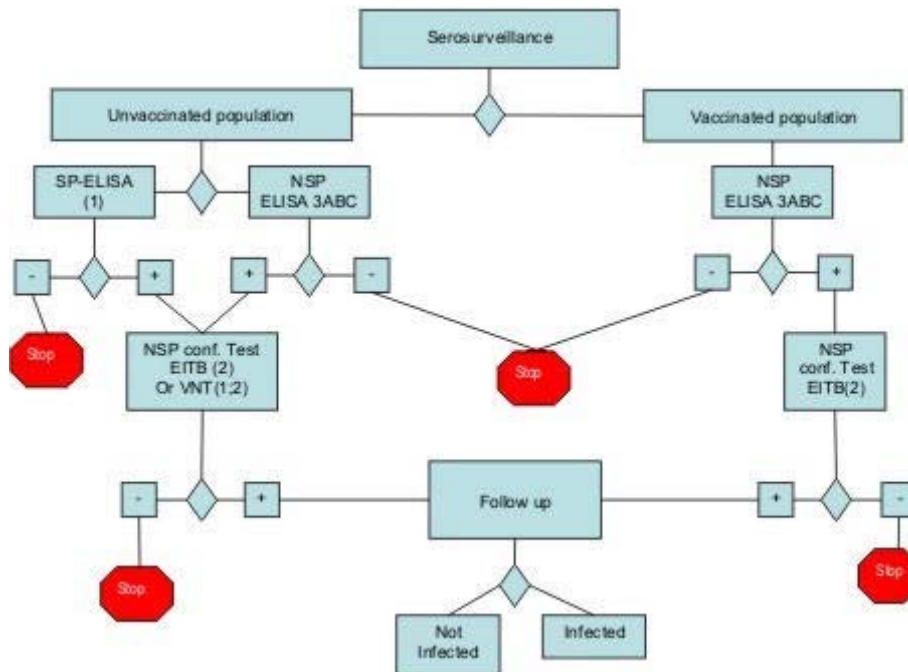 Serosurveillance
Unvaccinated population
Vaccinated population
SP-ELISA
(1)
NSP
ELISA 3ABC
NSP
ELISA 3ABC
-
+
+
-
-
+
Stop
NSP conf. Test
EITB (2)
Or VNT(1;2)
Stop
NSP
conf. Test
EITB(2)
-
+
Follow up
+
-
Stop
Stop
Not
Infected
Infected